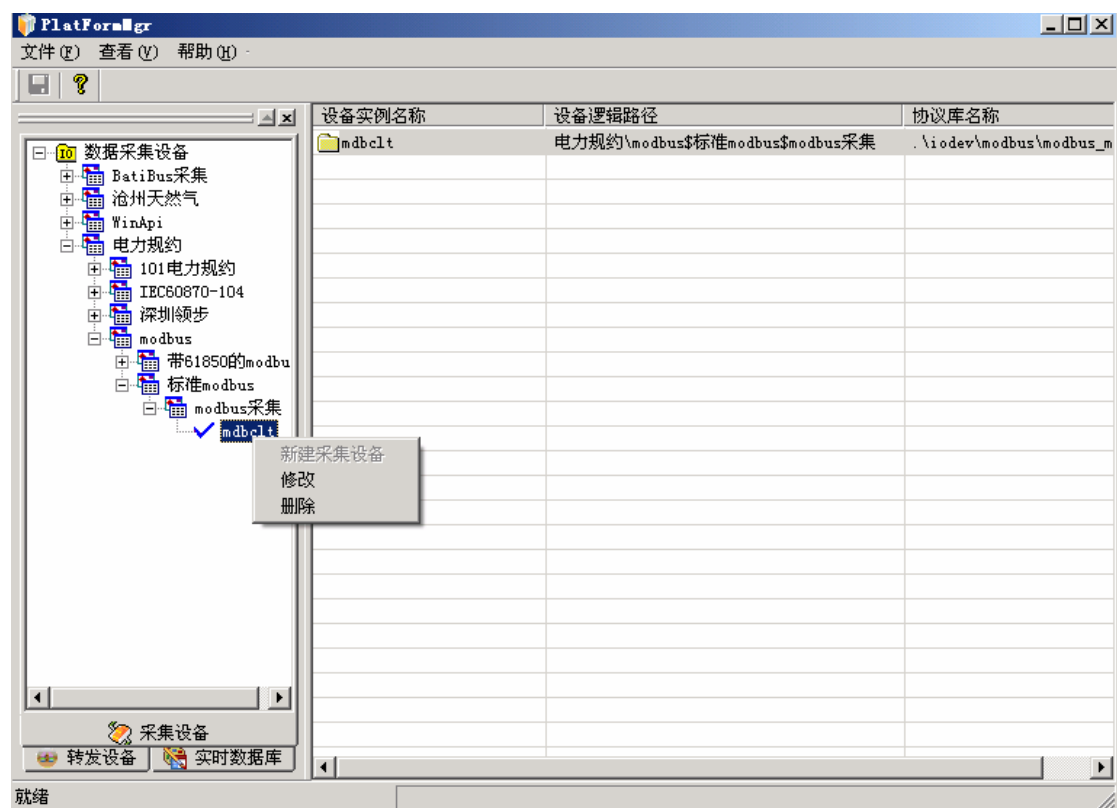 PlatFormMgr
文件(F) 查看(V) 帮助(H)
设备实例名称 设备逻辑路径 协议库名称
mdbclt 电力规约\modbus$标准modbus$modbus采集 .\iodev\modbus\modbus_m
数据采集设备
BatiBus采集
沧州天然气
WinApi
电力规约
101电力规约
IEC60870-104
深圳领步
modbus
带61850的modbu
标准modbus
modbus采集
mdbclt
新建采集设备
修改
删除
采集设备
转发设备 实时数据库
就绪